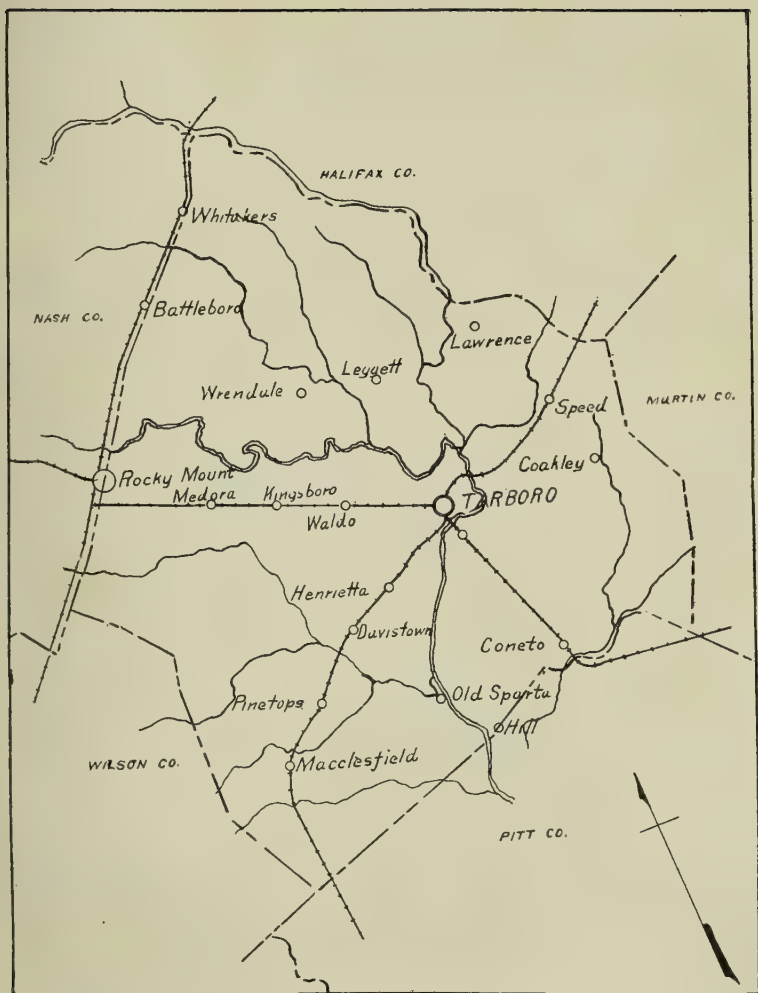 HALIFAX CO.
Whitakers
NASH CO.
Battleboro
Lawrence
Leggett
Wrendule
Speed
MARTIN CO.
Coakley
Rocky Mount
Medora
Kingsboro
Waldo
TARBORO
Henrietta
Davistown
Coneto
Pinetops
Old Sparta
Hill
WILSON CO.
Macclesfield
PITT CO.